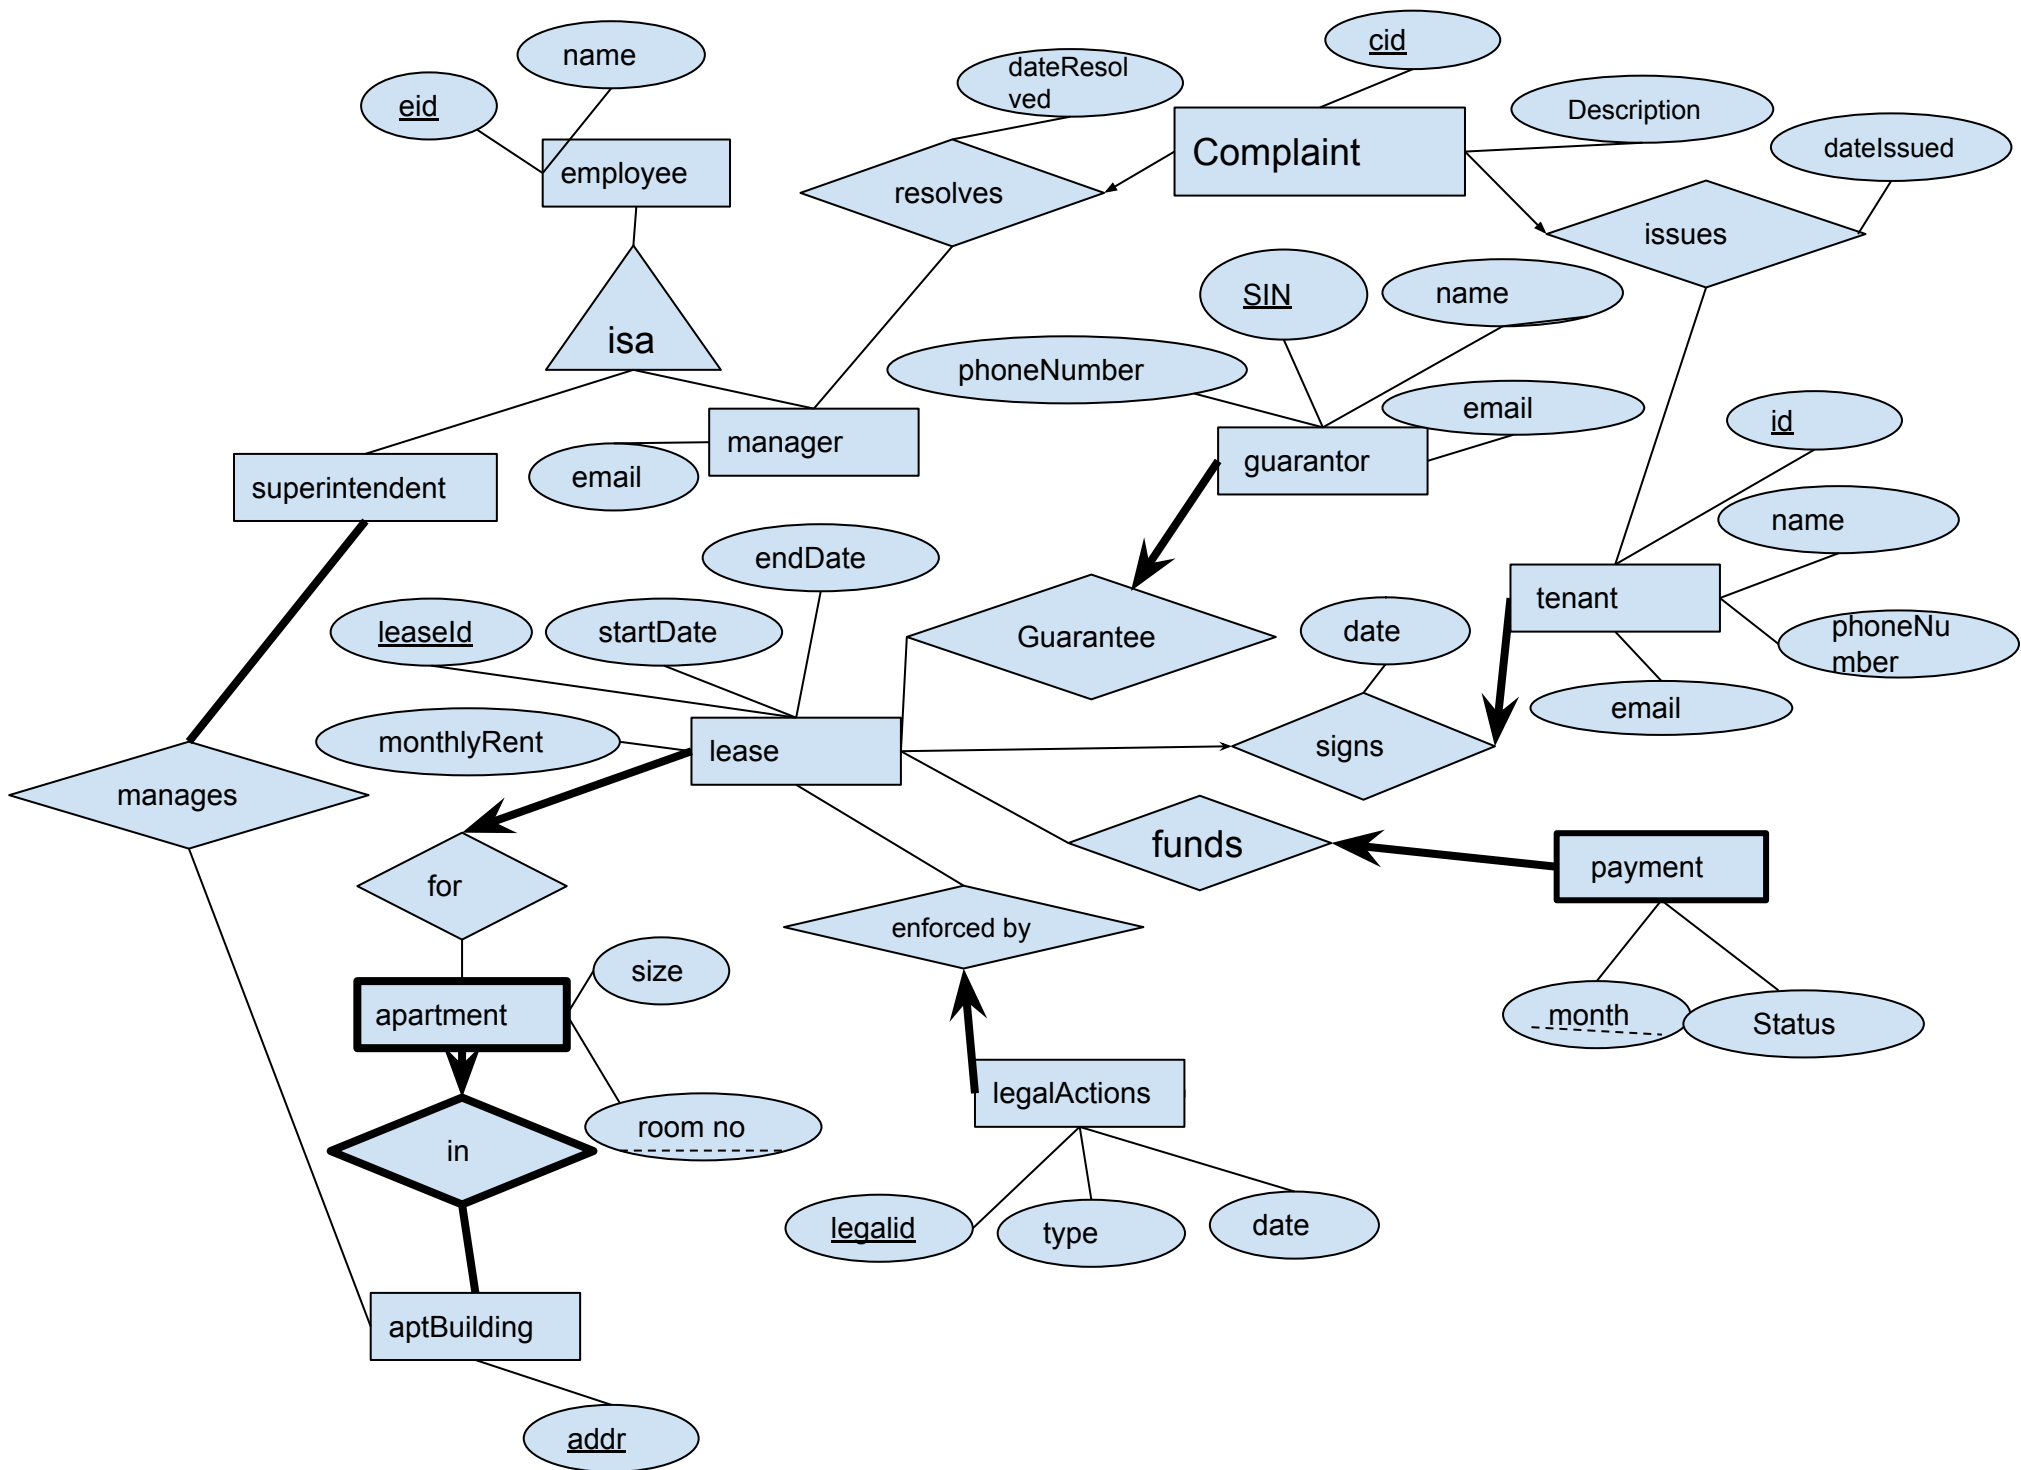 name
cid
dateResol
ved
eid
Description
dateIssued
employee
Complaint
resolves
issues
SIN
name
isa
phoneNumber
email
id
manager
guarantor
email
superintendent
name
endDate
tenant
leaseId
startDate
Guarantee
date
phoneNu
mber
email
monthlyRent
lease
signs
manages
funds
payment
for
enforced by
size
apartment
month
Status
legalActions
room no
in
legalid
type
date
aptBuilding
addr